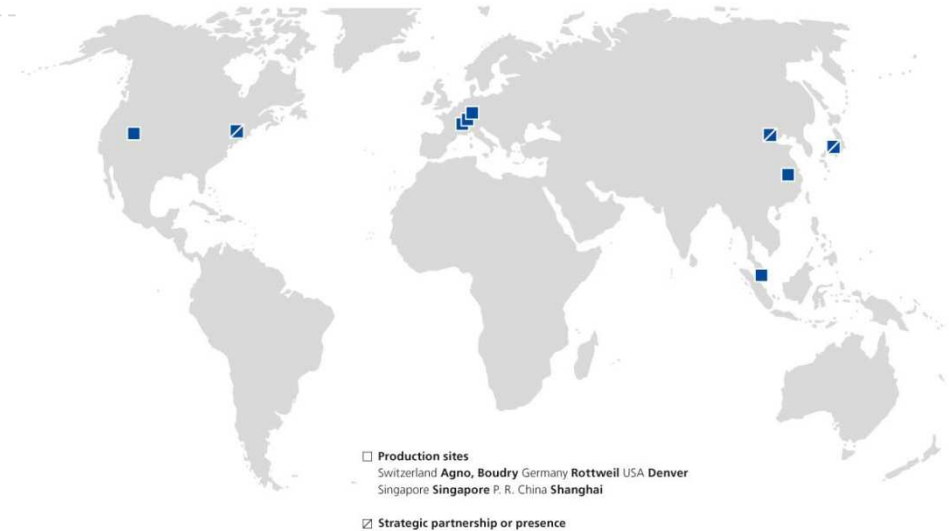 Production sites
Switzerland Agno, Boudry Germany Rottweil USA Denver
Singapore Singapore P. R. China Shanghai
Strategic partnership or presence